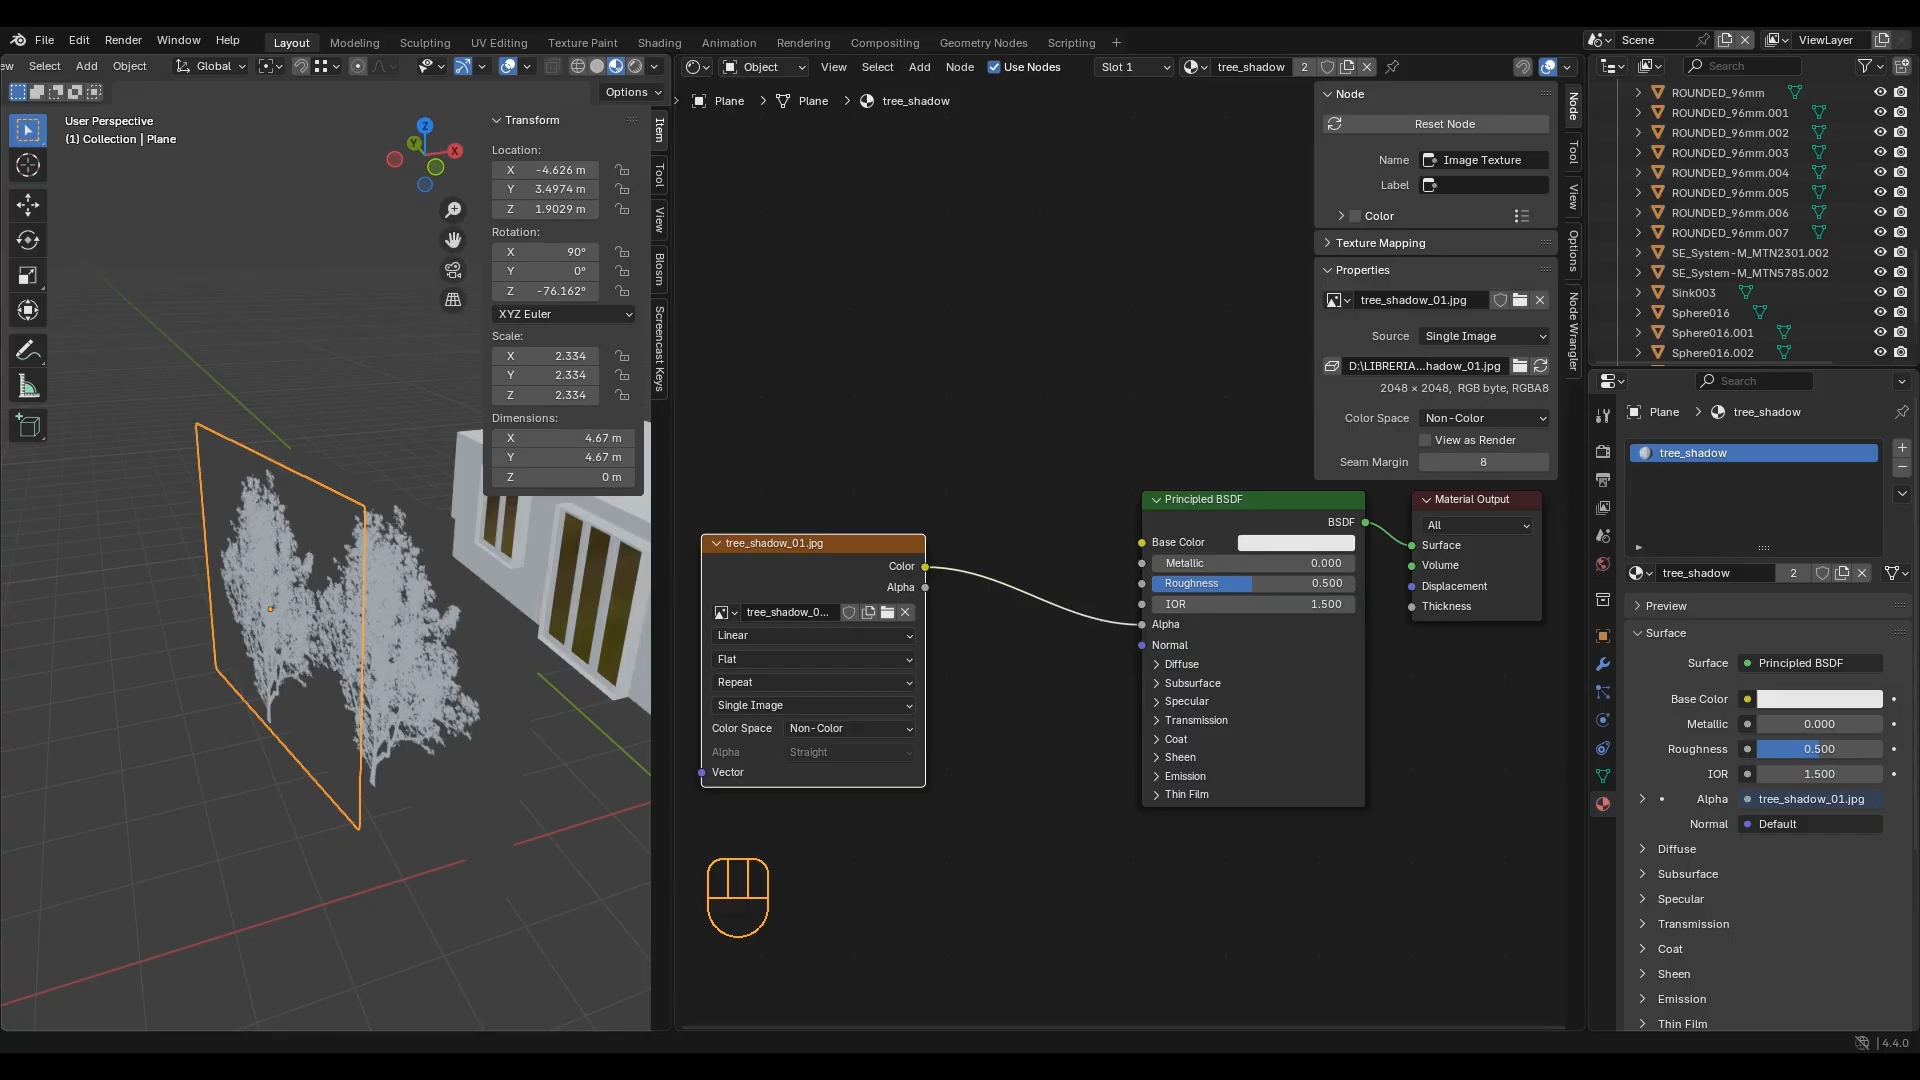 File Edit Render Window Help
Layout Modeling Sculpting UV Editing Texture Paint Shading Animation Rendering Compositing Geometry Nodes Scripting +
Scene
ViewLayer
ew Select Add Object
Global
Options
User Perspective
(1) Collection | Plane
Z
Y
X
Transform
Location:
X -4.626 m
Y 3.4974 m
Z 1.9029 m
Rotation:
X 90°
Y 0°
Z -76.162°
XYZ Euler
Scale:
X 2.334
Y 2.334
Z 2.334
Dimensions:
X 4.67 m
Y 4.67 m
Z 0 m
Item
Tool
View
Blosm
Screencast Keys
Object View Select Add Node Use Nodes Slot 1 tree_shadow 2
Plane > Plane > tree_shadow
tree_shadow_01.jpg
Color
Alpha
tree_shadow_0...
Linear
Flat
Repeat
Single Image
Color Space Non-Color
Alpha Straight
Vector
Principled BSDF
BSDF
Base Color
Metallic 0.000
Roughness 0.500
IOR 1.500
Alpha
Normal
Diffuse
Subsurface
Specular
Transmission
Coat
Sheen
Emission
Thin Film
Material Output
All
Surface
Volume
Displacement
Thickness
Node
Reset Node
Name Image Texture
Label
Color
Texture Mapping
Properties
tree_shadow_01.jpg
Source Single Image
D:\LIBRERIA...hadow_01.jpg
2048 × 2048, RGB byte, RGBA8
Color Space Non-Color
View as Render
Seam Margin 8
Node
Tool
View
Options
Node Wrangler
Search
ROUNDED_96mm
ROUNDED_96mm.001
ROUNDED_96mm.002
ROUNDED_96mm.003
ROUNDED_96mm.004
ROUNDED_96mm.005
ROUNDED_96mm.006
ROUNDED_96mm.007
SE_System-M_MTN2301.002
SE_System-M_MTN5785.002
Sink003
Sphere016
Sphere016.001
Sphere016.002
Search
Plane > tree_shadow
tree_shadow
tree_shadow 2
Preview
Surface
Surface Principled BSDF
Base Color
Metallic 0.000
Roughness 0.500
IOR 1.500
Alpha tree_shadow_01.jpg
Normal Default
Diffuse
Subsurface
Specular
Transmission
Coat
Sheen
Emission
Thin Film
4.4.0